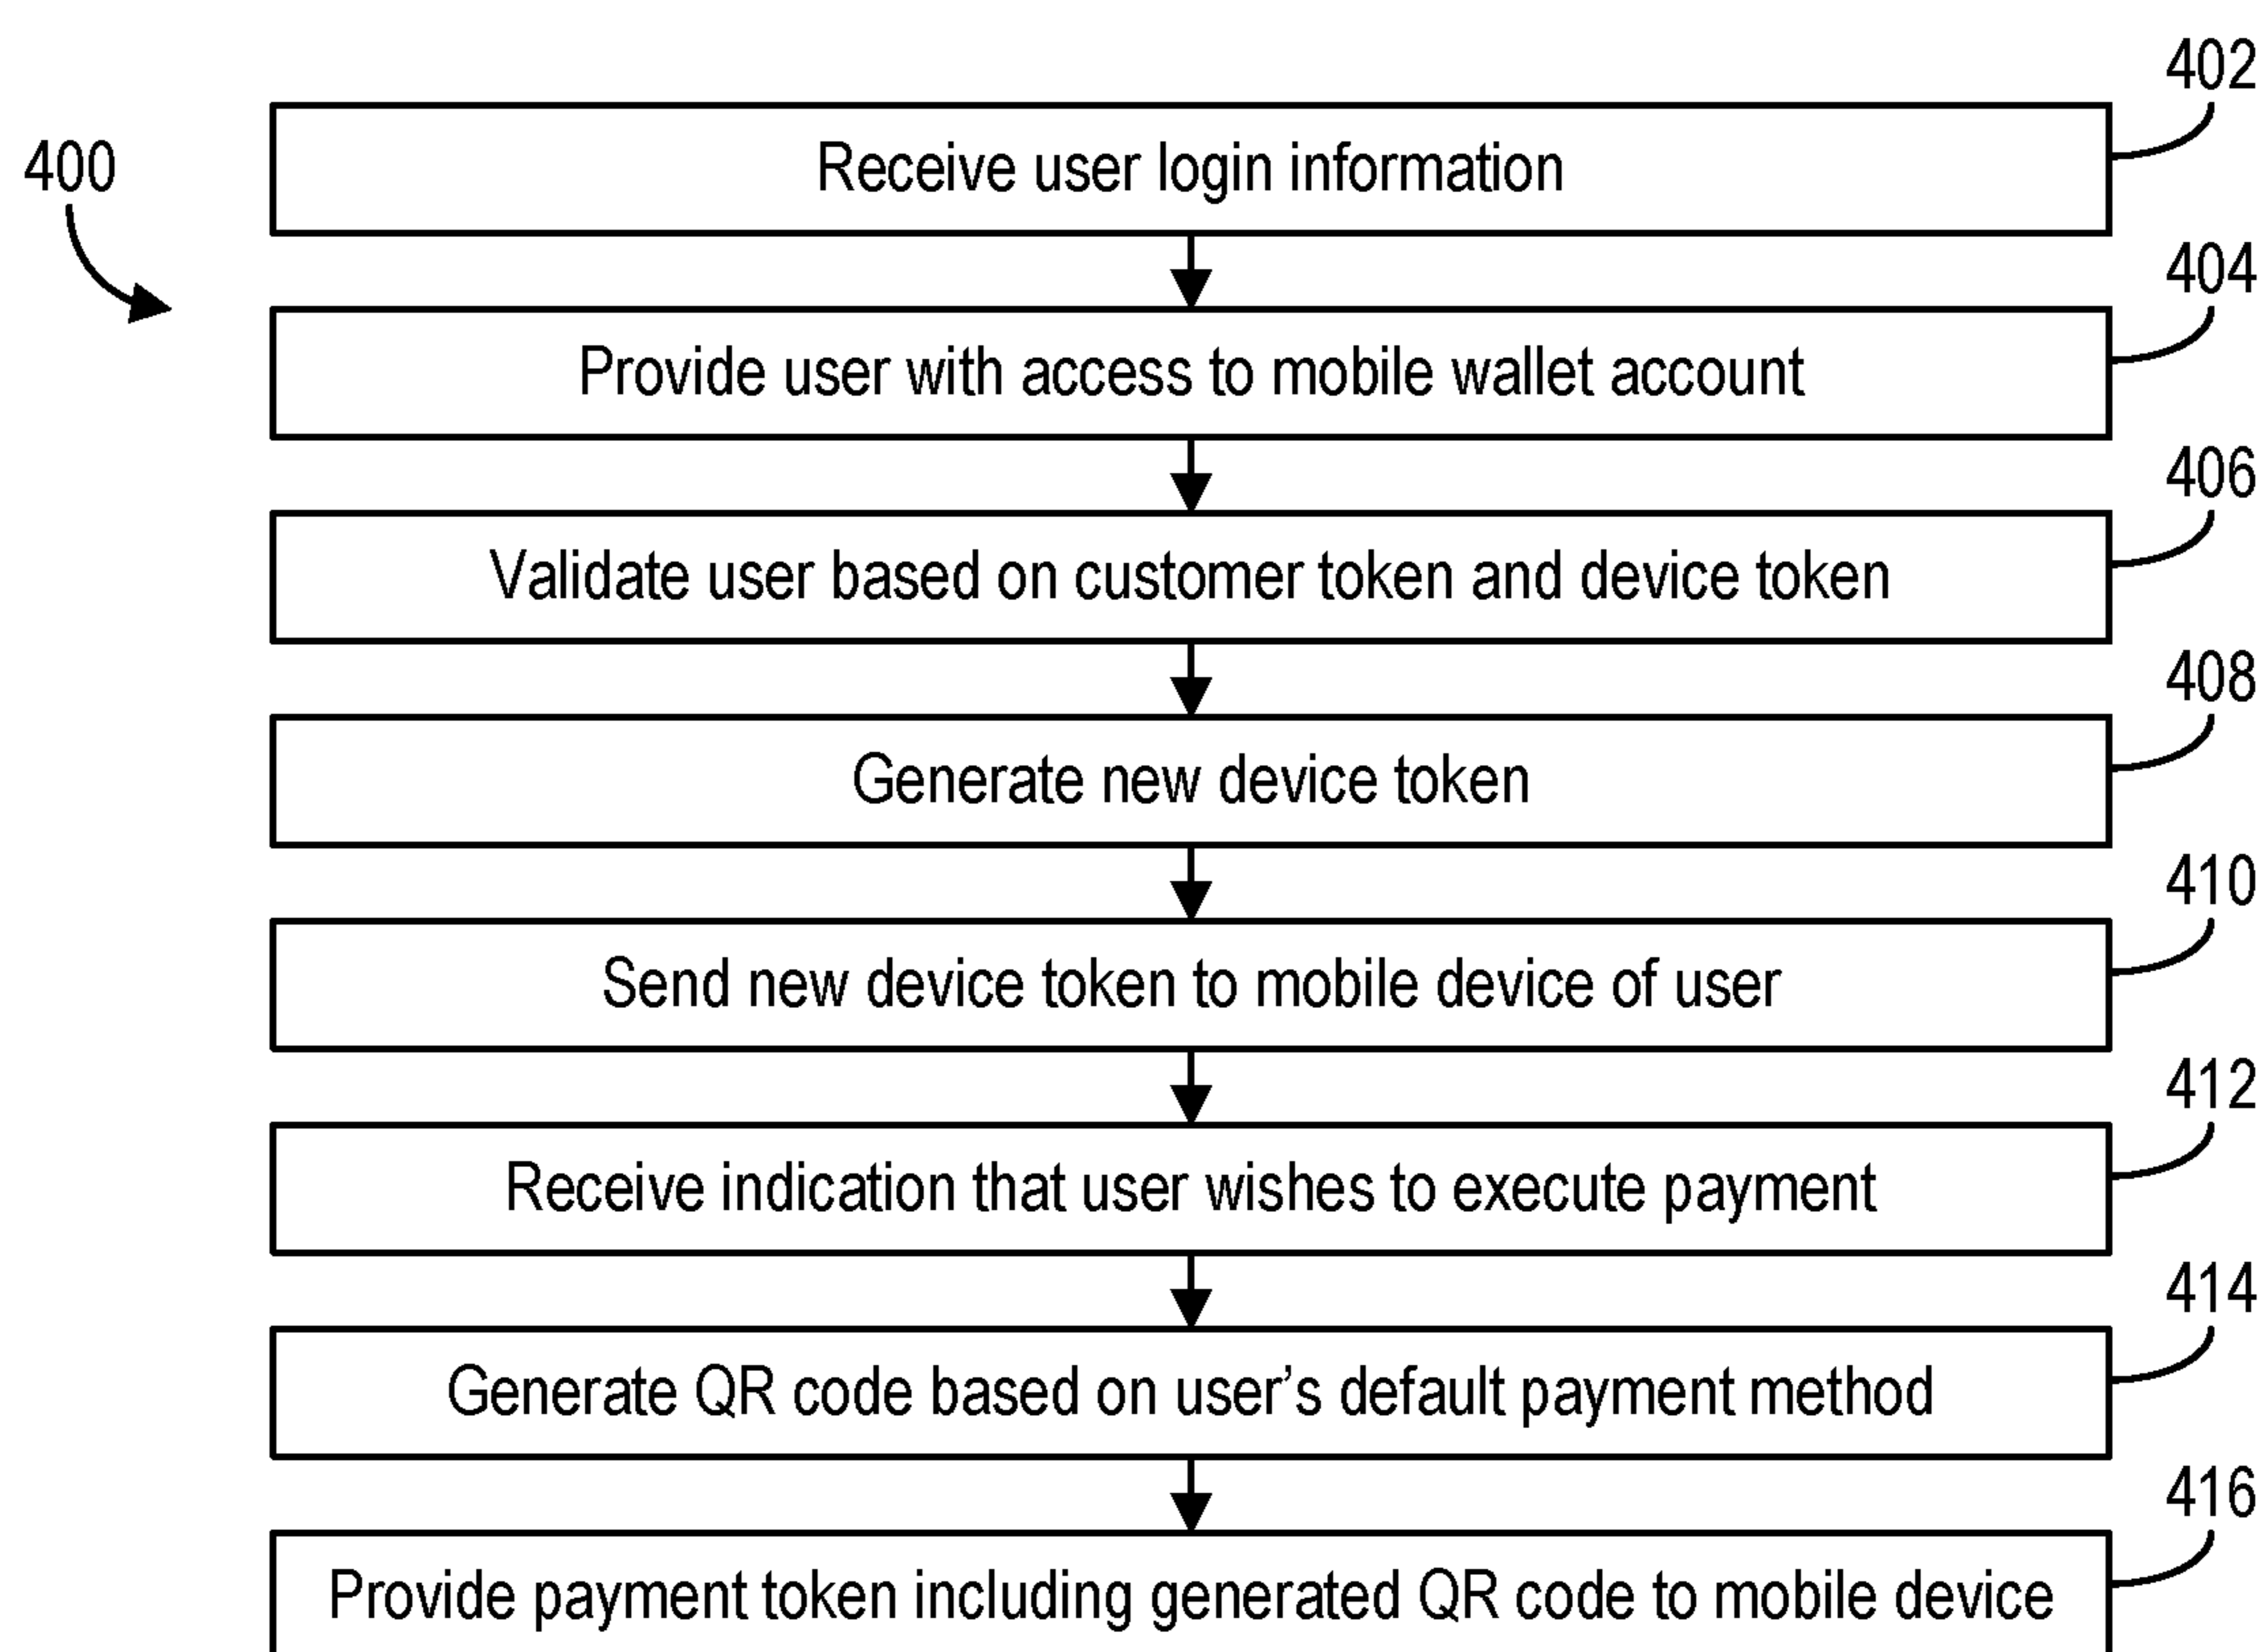 402
Receive user login information
400
404
Provide user with access to mobile wallet account
406
Validate user based on customer token and device token
408
Generate new device token
410
Send new device token to mobile device of user
412
Receive indication that user wishes to execute payment
414
Generate QR code based on user’s default payment method
416
Provide payment token including generated QR code to mobile device